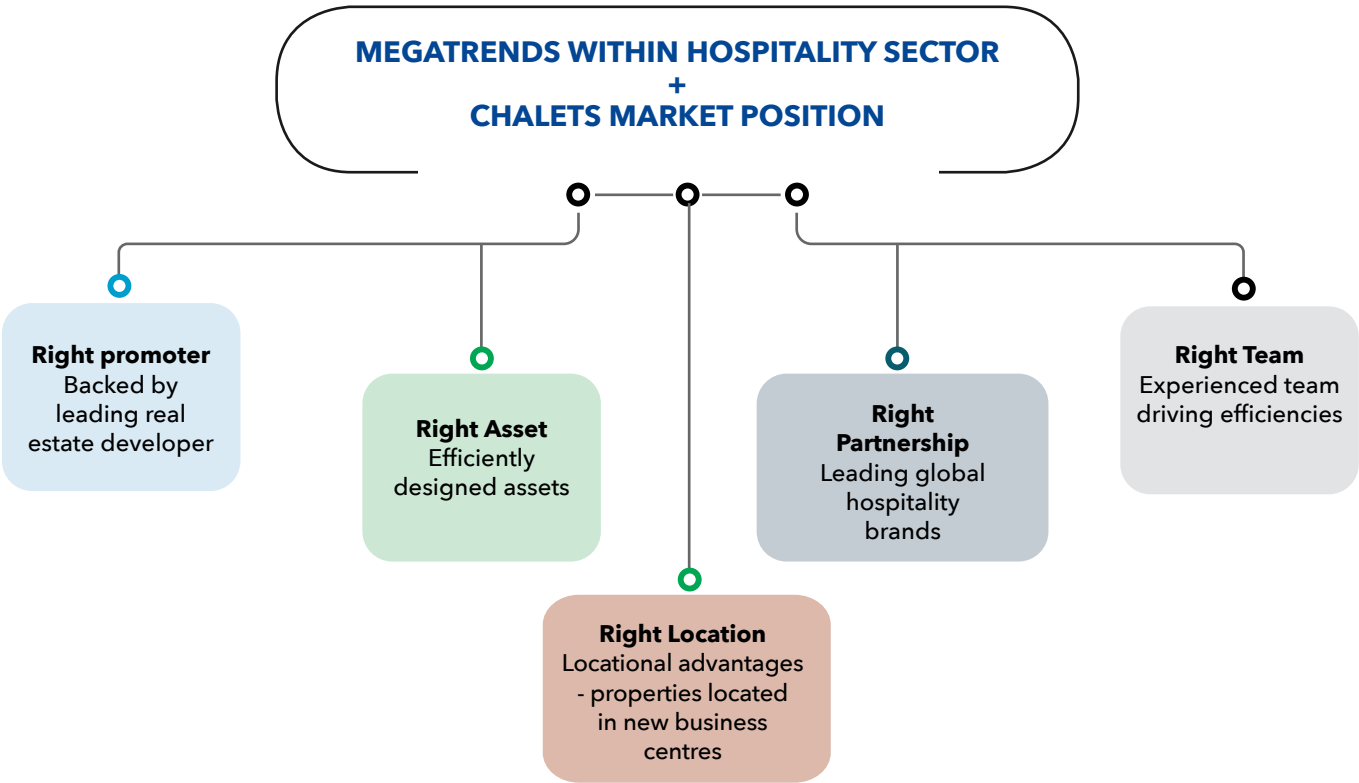 MEGATRENDS WITHIN HOSPITALITY SECTOR
+
CHALETS MARKET POSITION
Right promoter
Backed by
leading real
estate developer
Right Asset
Efficiently
designed assets
Right Location
Locational advantages
- properties located
in new business
centres
Right
Partnership
Leading global
hospitality
brands
Right Team
Experienced team
driving efficiencies